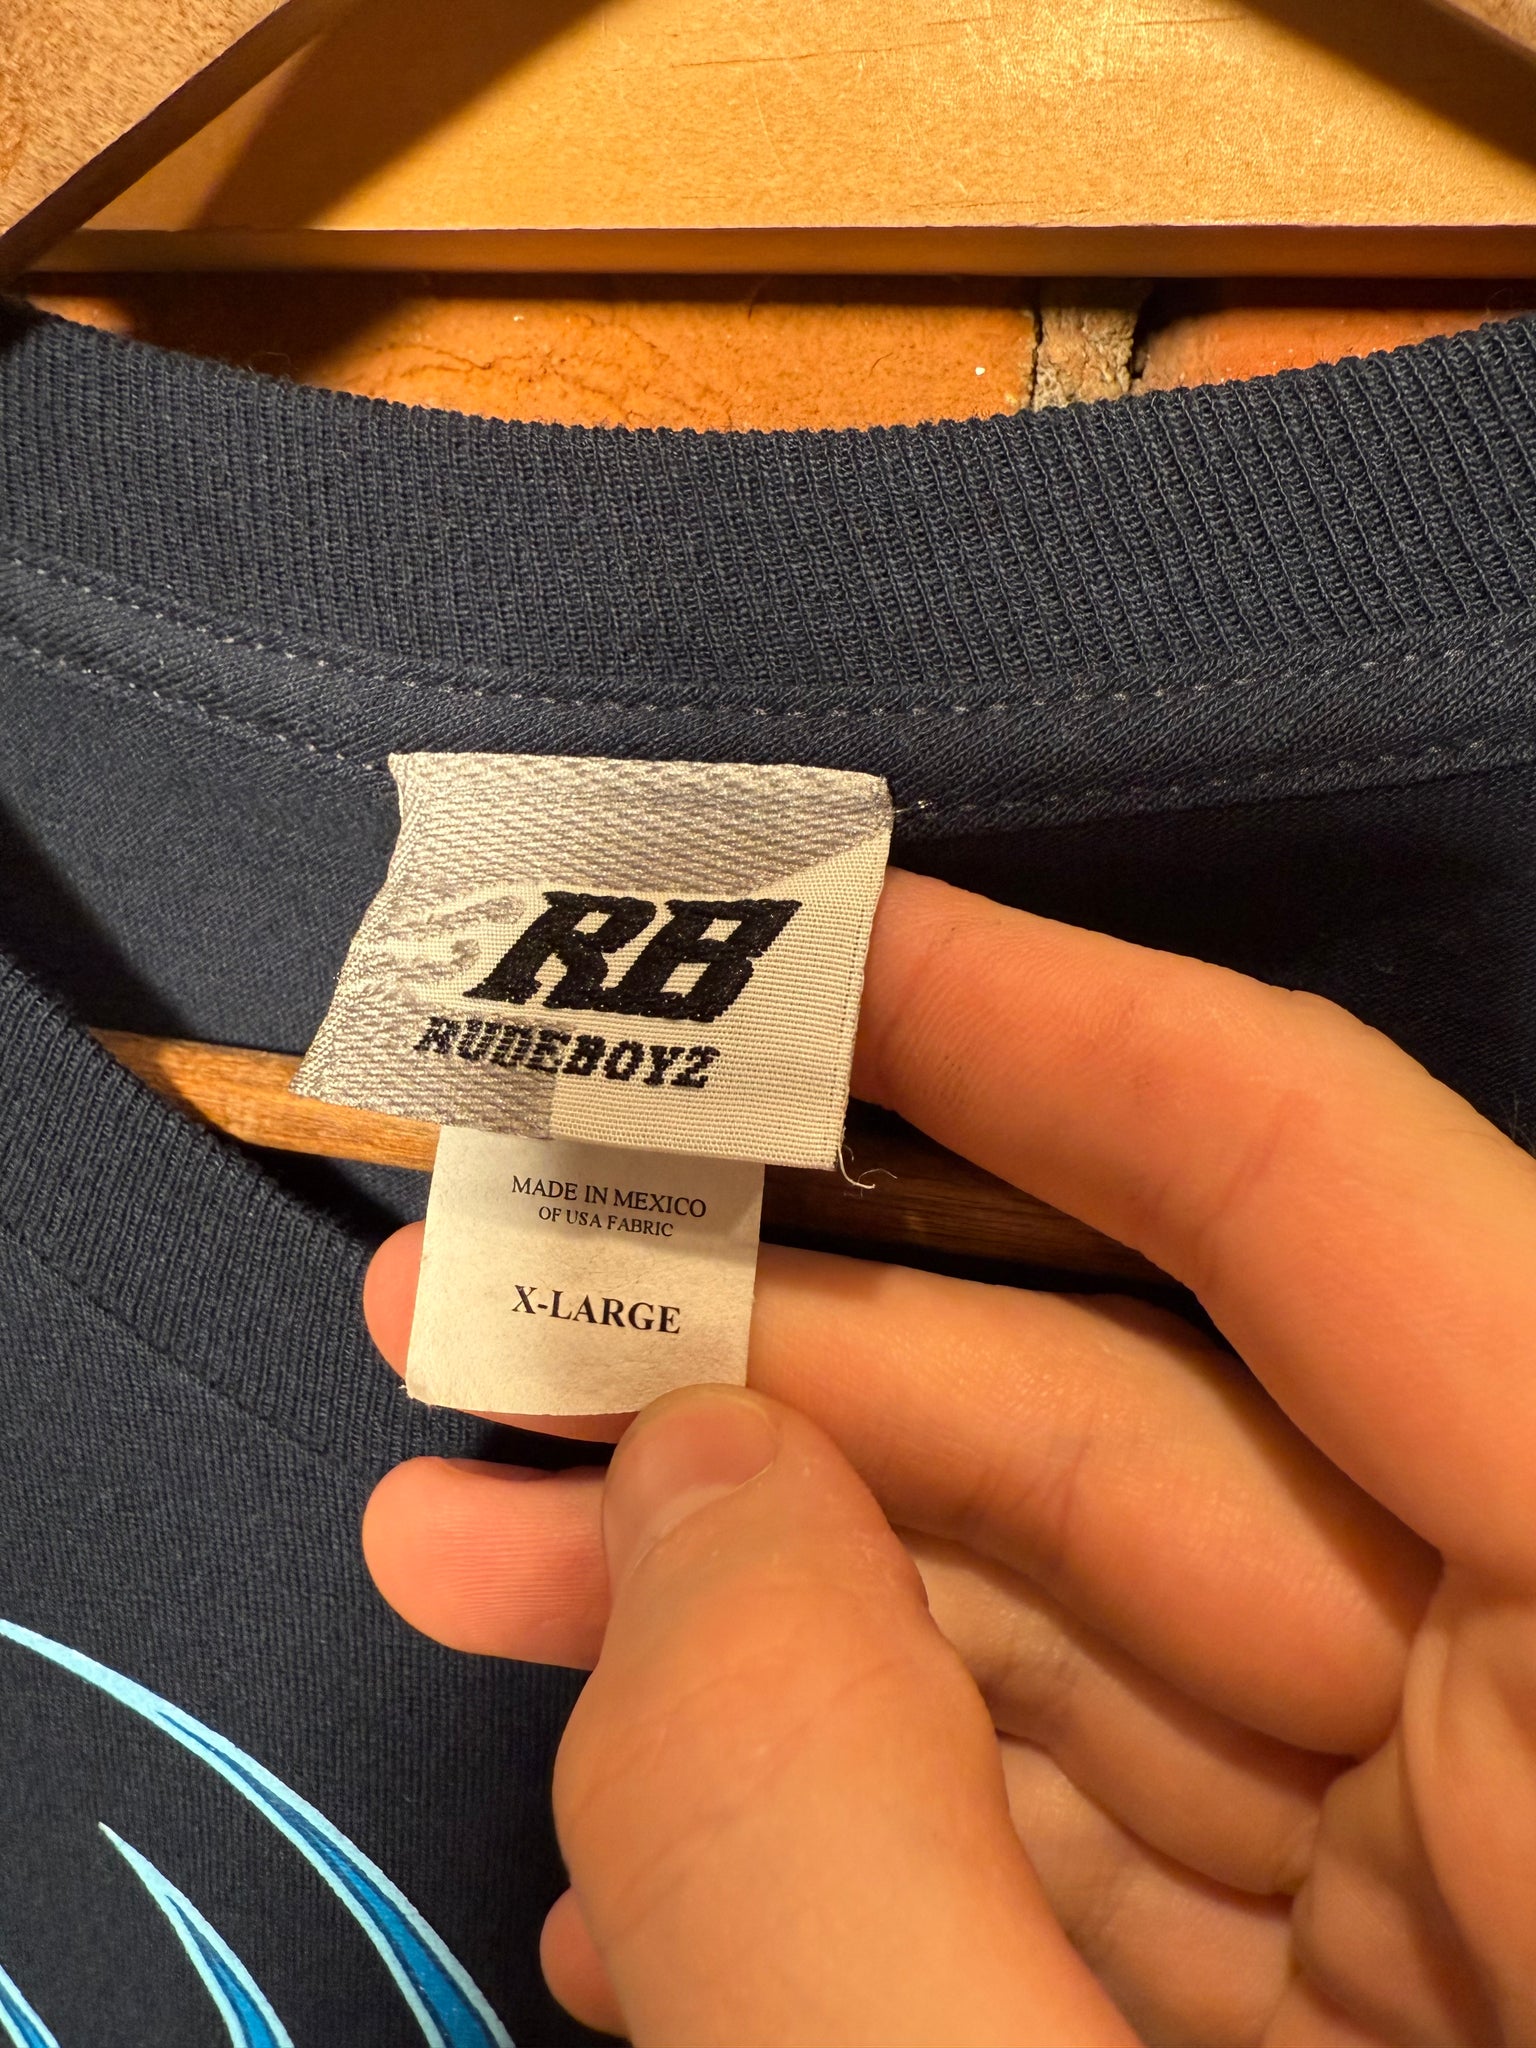 RB
RUDEBOYZ
MADE IN MEXICO
OF USA FABRIC
X-LARGE